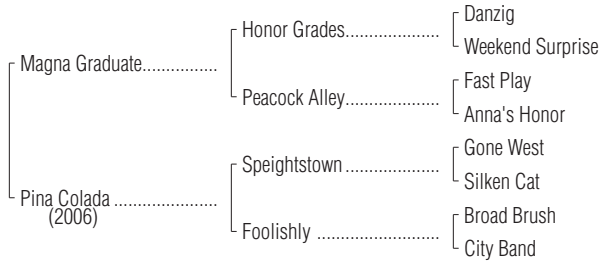 Danzig
Honor Grades.....................
Weekend Surprise
Magna Graduate................
Fast Play
Peacock Alley.....................
Anna's Honor
Gone West
Speightstown .....................
Silken Cat
Pina Colada ......................
(2006)
Broad Brush
Foolishly ...........................
City Band